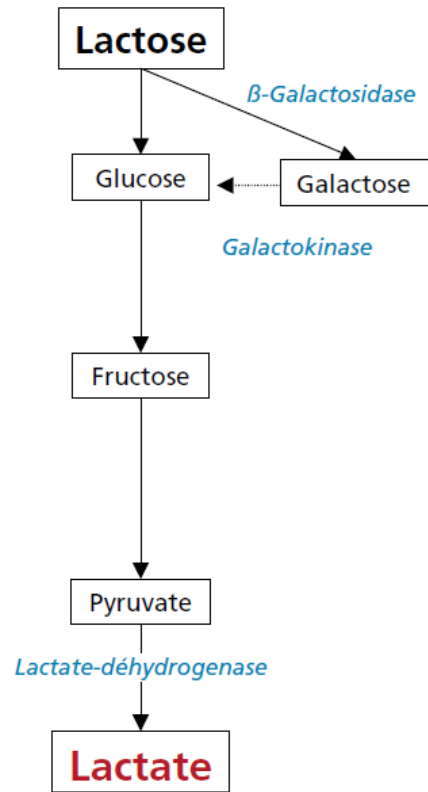 Lactose
ß-Galactosidase
Glucose
Galactose
Galactokinase
Fructose
Pyruvate
Lactate-déhydrogenase
Lactate